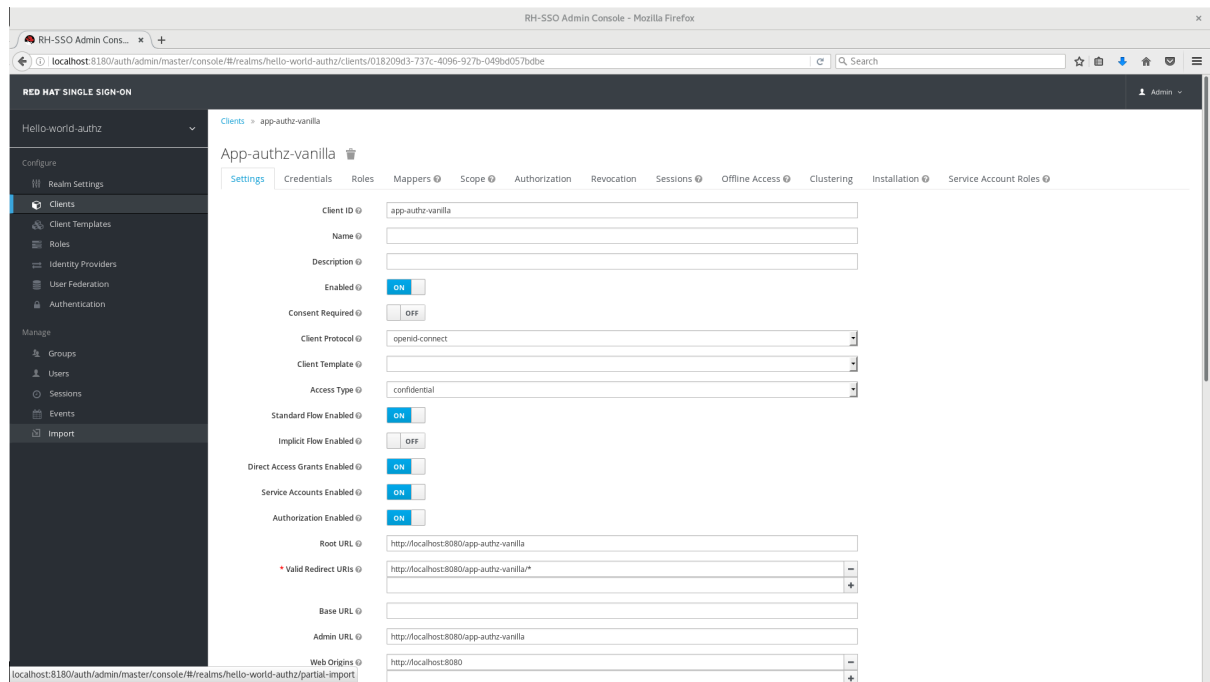 RH-SSO Admin Console - Mozilla Firefox
RH-SSO Admin Cons...
localhost:8180/auth/admin/master/console/#/realms/hello-world-authz/clients/018209d3-737c-4096-927b-049bd057bdbe
Search
RED HAT SINGLE SIGN-ON
Admin
Hello-world-authz
Configure
Realm Settings
Clients
Client Templates
Roles
Identity Providers
User Federation
Authentication
Manage
Groups
Users
Sessions
Events
Import
Clients » app-authz-vanilla
App-authz-vanilla
Settings Credentials Roles Mappers Scope Authorization Revocation Sessions Offline Access Clustering Installation Service Account Roles
Client ID app-authz-vanilla
Name
Description
Enabled ON
Consent Required OFF
Client Protocol openid-connect
Client Template
Access Type confidential
Standard Flow Enabled ON
Implicit Flow Enabled OFF
Direct Access Grants Enabled ON
Service Accounts Enabled ON
Authorization Enabled ON
Root URL http://localhost:8080/app-authz-vanilla
* Valid Redirect URIs http://localhost:8080/app-authz-vanilla/*
Base URL
Admin URL http://localhost:8080/app-authz-vanilla
Web Origins http://localhost:8080
localhost:8180/auth/admin/master/console/#/realms/hello-world-authz/partial-import